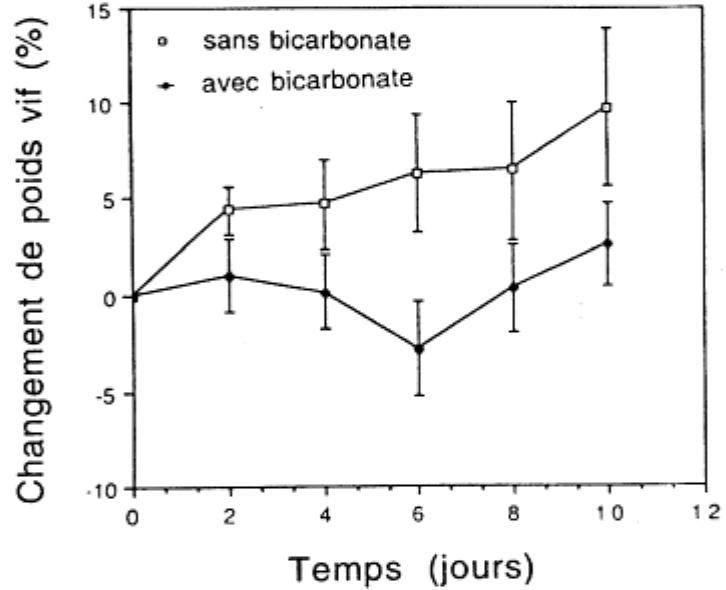 Changement de poids vif (%)
15
10
5
0
-5
-10
sans bicarbonate
avec bicarbonate
0 2 4 6 8 10 12
Temps (jours)